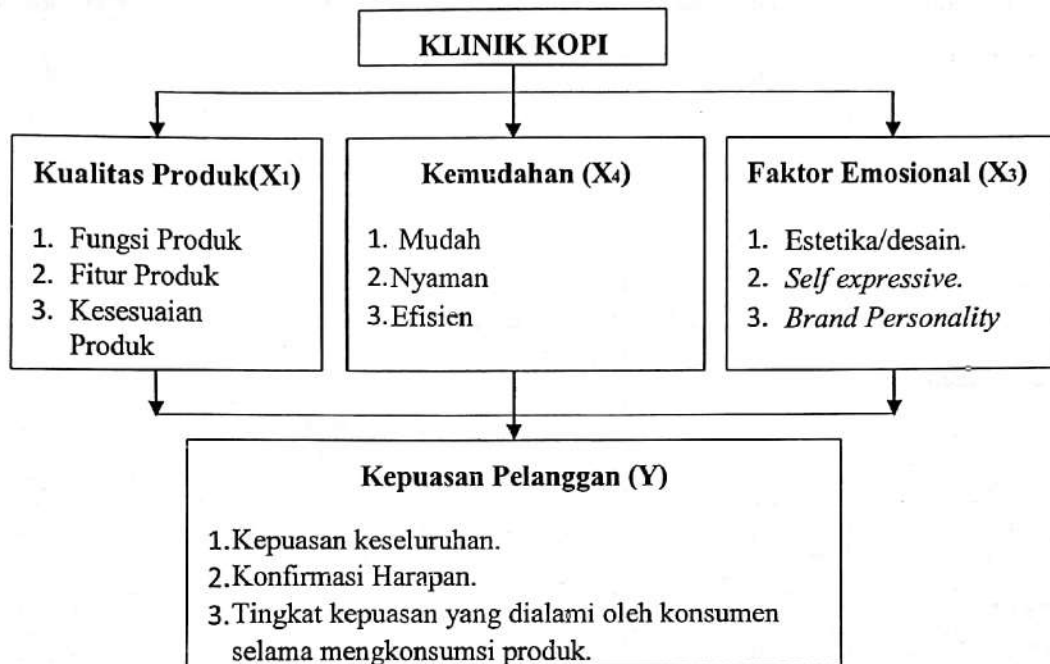 KLINIK KOPI
Kualitas Produk(X1)
1. Fungsi Produk
2. Fitur Produk
3. Kesesuaian
Produk
Kemudahan (X4)
1. Mudah
2.Nyaman
3.Efisien
Faktor Emosional (X3)
1. Estetika/desain.
2. Self expressive.
3. Brand Personality
Kepuasan Pelanggan (Y)
1.Kepuasan keseluruhan.
2.Konfirmasi Harapan.
3.Tingkat kepuasan yang dialami oleh konsumen
selama mengkonsumsi produk.